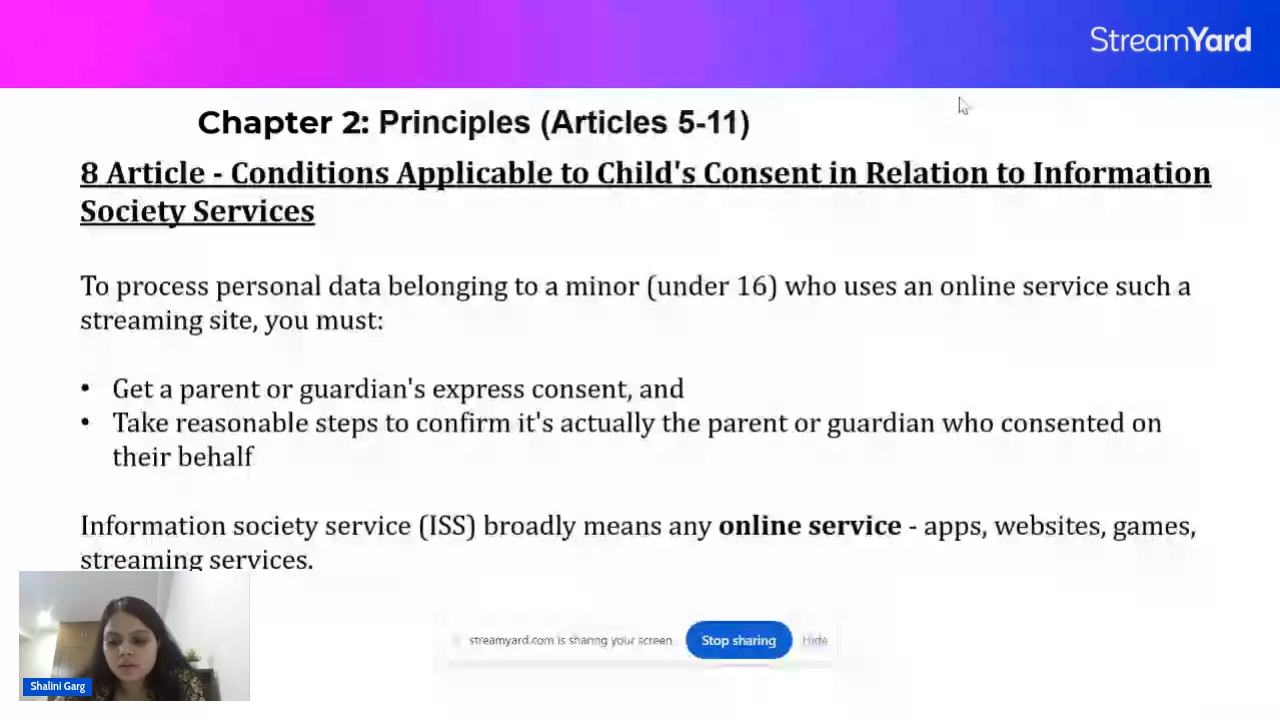 StreamYard
Chapter 2: Principles (Articles 5-11)
8 Article - Conditions Applicable to Child's Consent in Relation to Information
Society Services
To process personal data belonging to a minor (under 16) who uses an online service such a
streaming site, you must:
• Get a parent or guardian's express consent, and
• Take reasonable steps to confirm it's actually the parent or guardian who consented on
their behalf
Information society service (ISS) broadly means any online service - apps, websites, games,
streaming services.
streamyard.com is sharing your screen. Stop sharing Hide
Shalini Garg